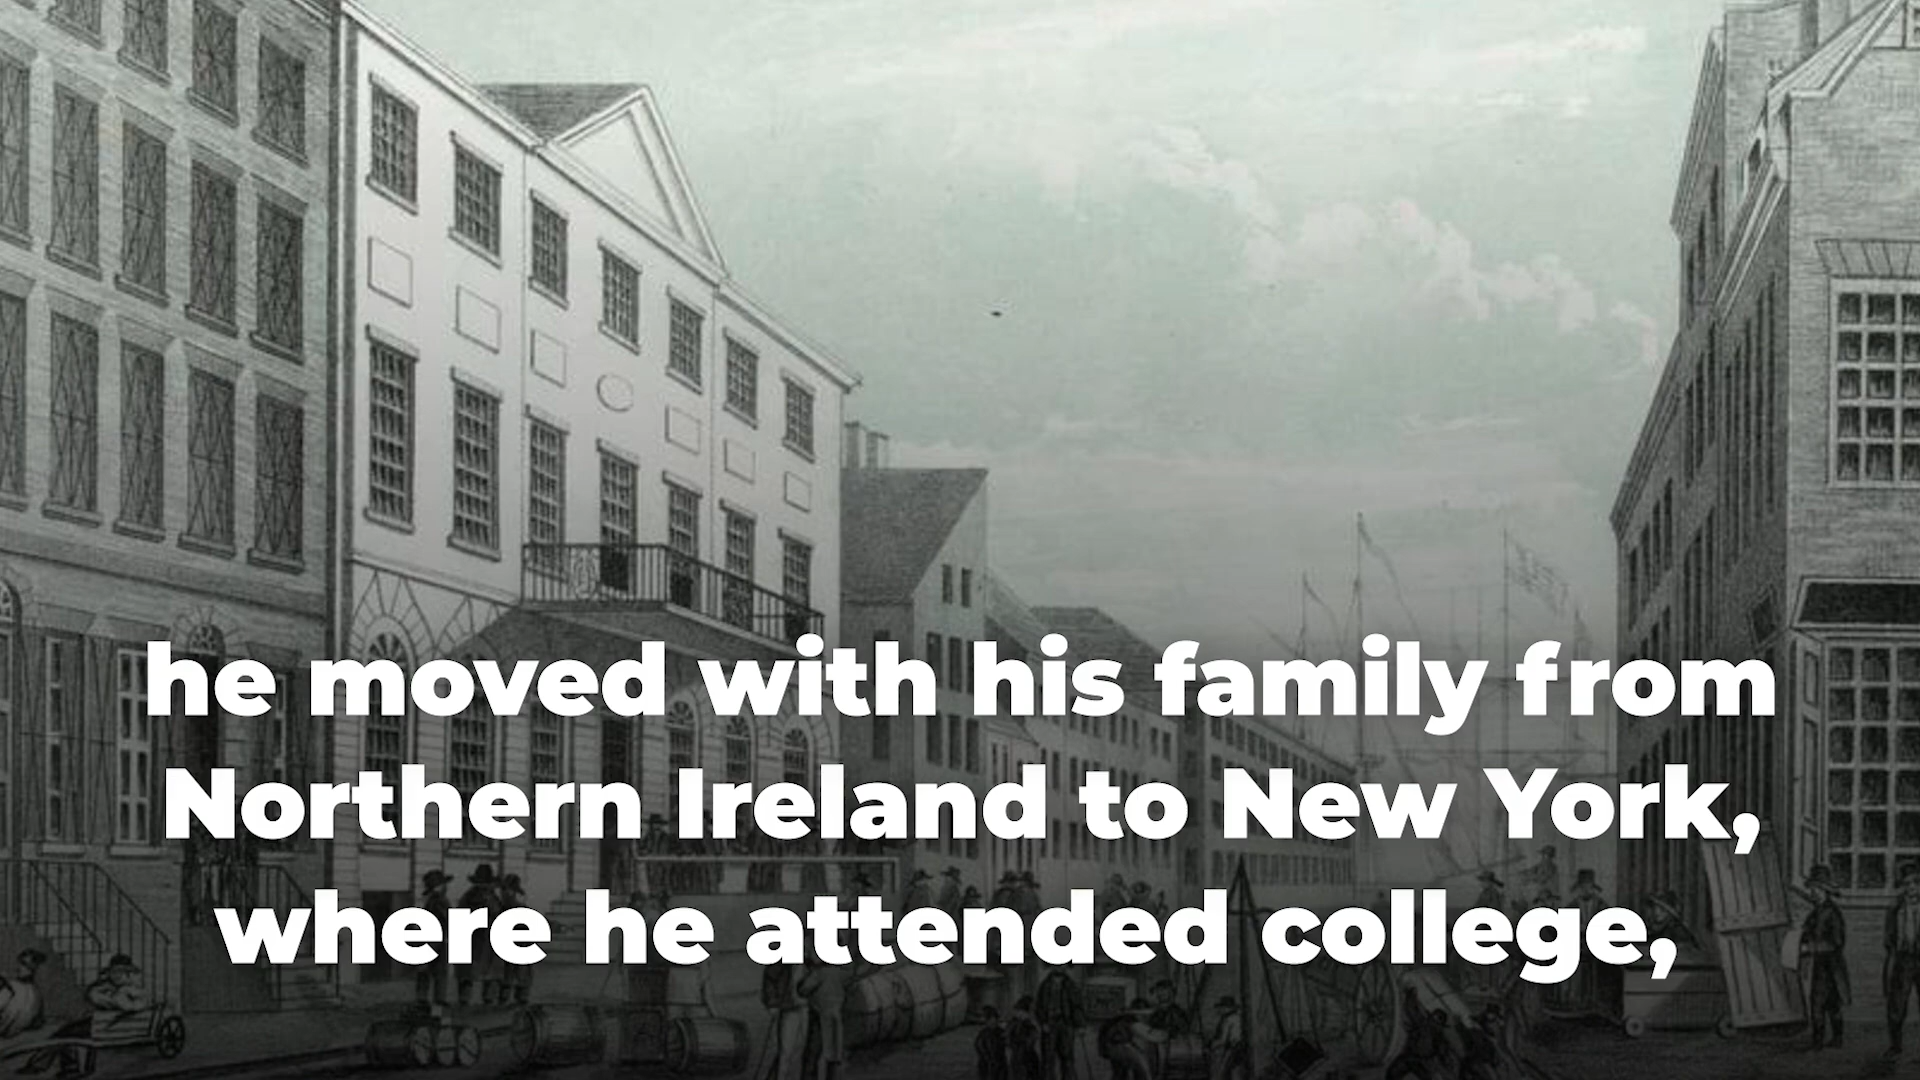 he moved with his family from
Northern Ireland to New York,
where he attended college,